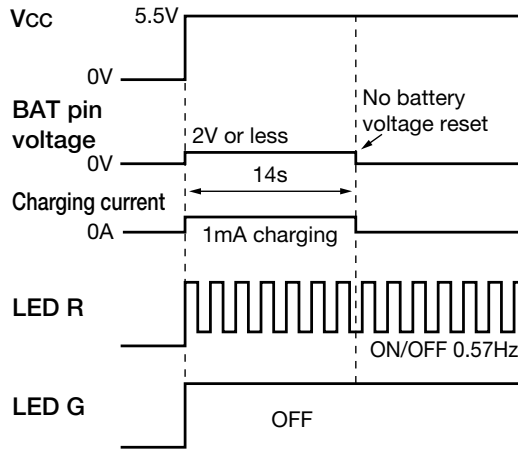 VCC
5.5V
0V
BAT pin
voltage
0V
2V or less
No battery
voltage reset
14s
Charging current
0A
1mA charging
LED R
ON/OFF 0.57Hz
LED G
OFF